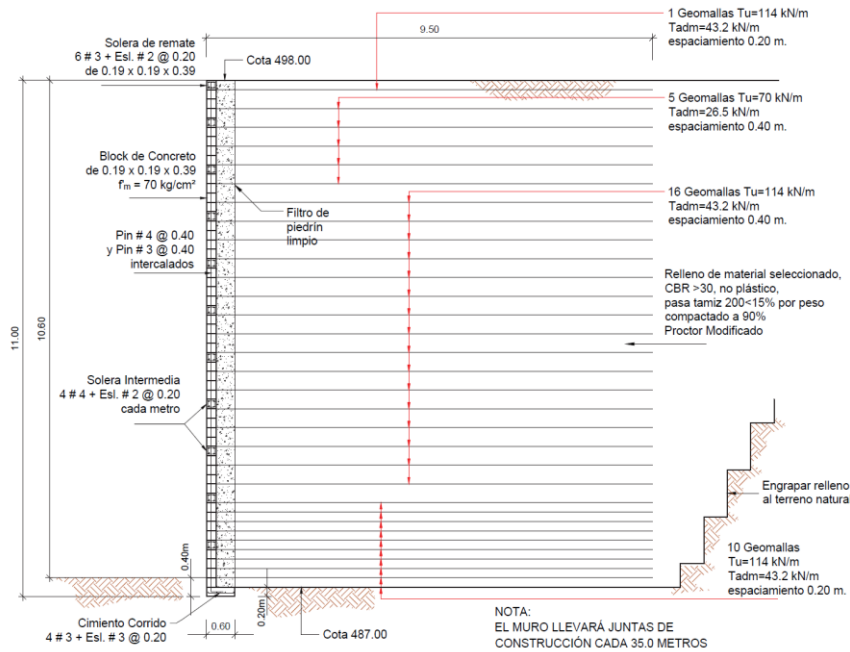 1 Geomallas Tu=114 kN/m
Tadm=43.2 kN/m
espaciamiento 0.20 m.
9.50
Solera de remate
6 # 3 + Esl. # 2 @ 0.20
de 0.19 x 0.19 x 0.39
Cota 498.00
5 Geomallas Tu=70 kN/m
Tadm=26.5 kN/m
espaciamiento 0.40 m.
Block de Concreto
de 0.19 x 0.19 x 0.39
f'm = 70 kg/cm²
16 Geomallas Tu=114 kN/m
Tadm=43.2 kN/m
espaciamiento 0.40 m.
Filtro de
piedrín
limpio
Pin # 4 @ 0.40
y Pin # 3 @ 0.40
intercalados
Relleno de material seleccionado,
CBR >30, no plástico,
pasa tamiz 200<15% por peso
compactado a 90%
Proctor Modificado
11.00
10.60
Solera Intermedia
4 # 4 + Esl. # 2 @ 0.20
cada metro
Engrapar relleno
al terreno natural
0.40m
10 Geomallas
Tu=114 kN/m
Tadm=43.2 kN/m
espaciamiento 0.20 m.
0.20m
Cimiento Corrido
4 # 3 + Esl. # 3 @ 0.20
0.60
Cota 487.00
NOTA:
EL MURO LLEVARÁ JUNTAS DE
CONSTRUCCIÓN CADA 35.0 METROS